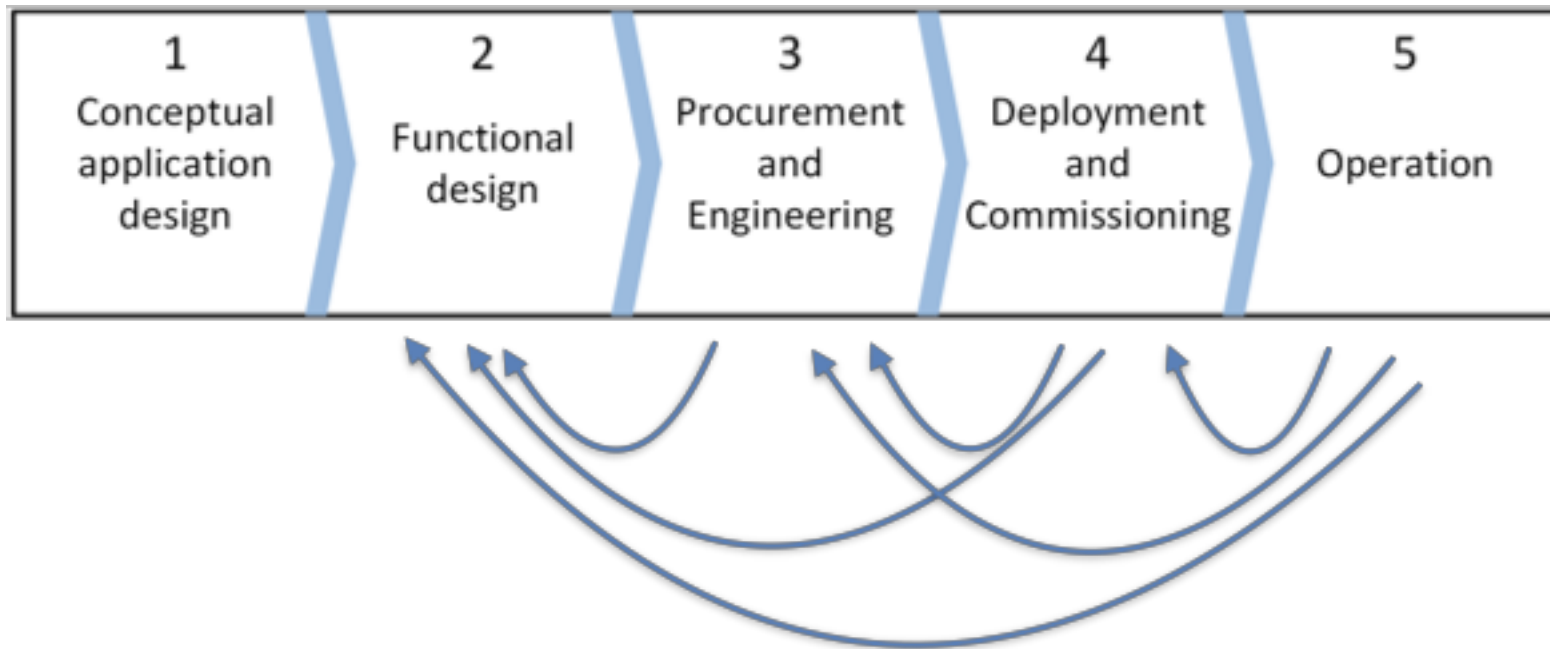 1
Conceptual
application
design
2
Functional
design
3
Procurement
and
Engineering
4
Deployment
and
Commissioning
5
Operation